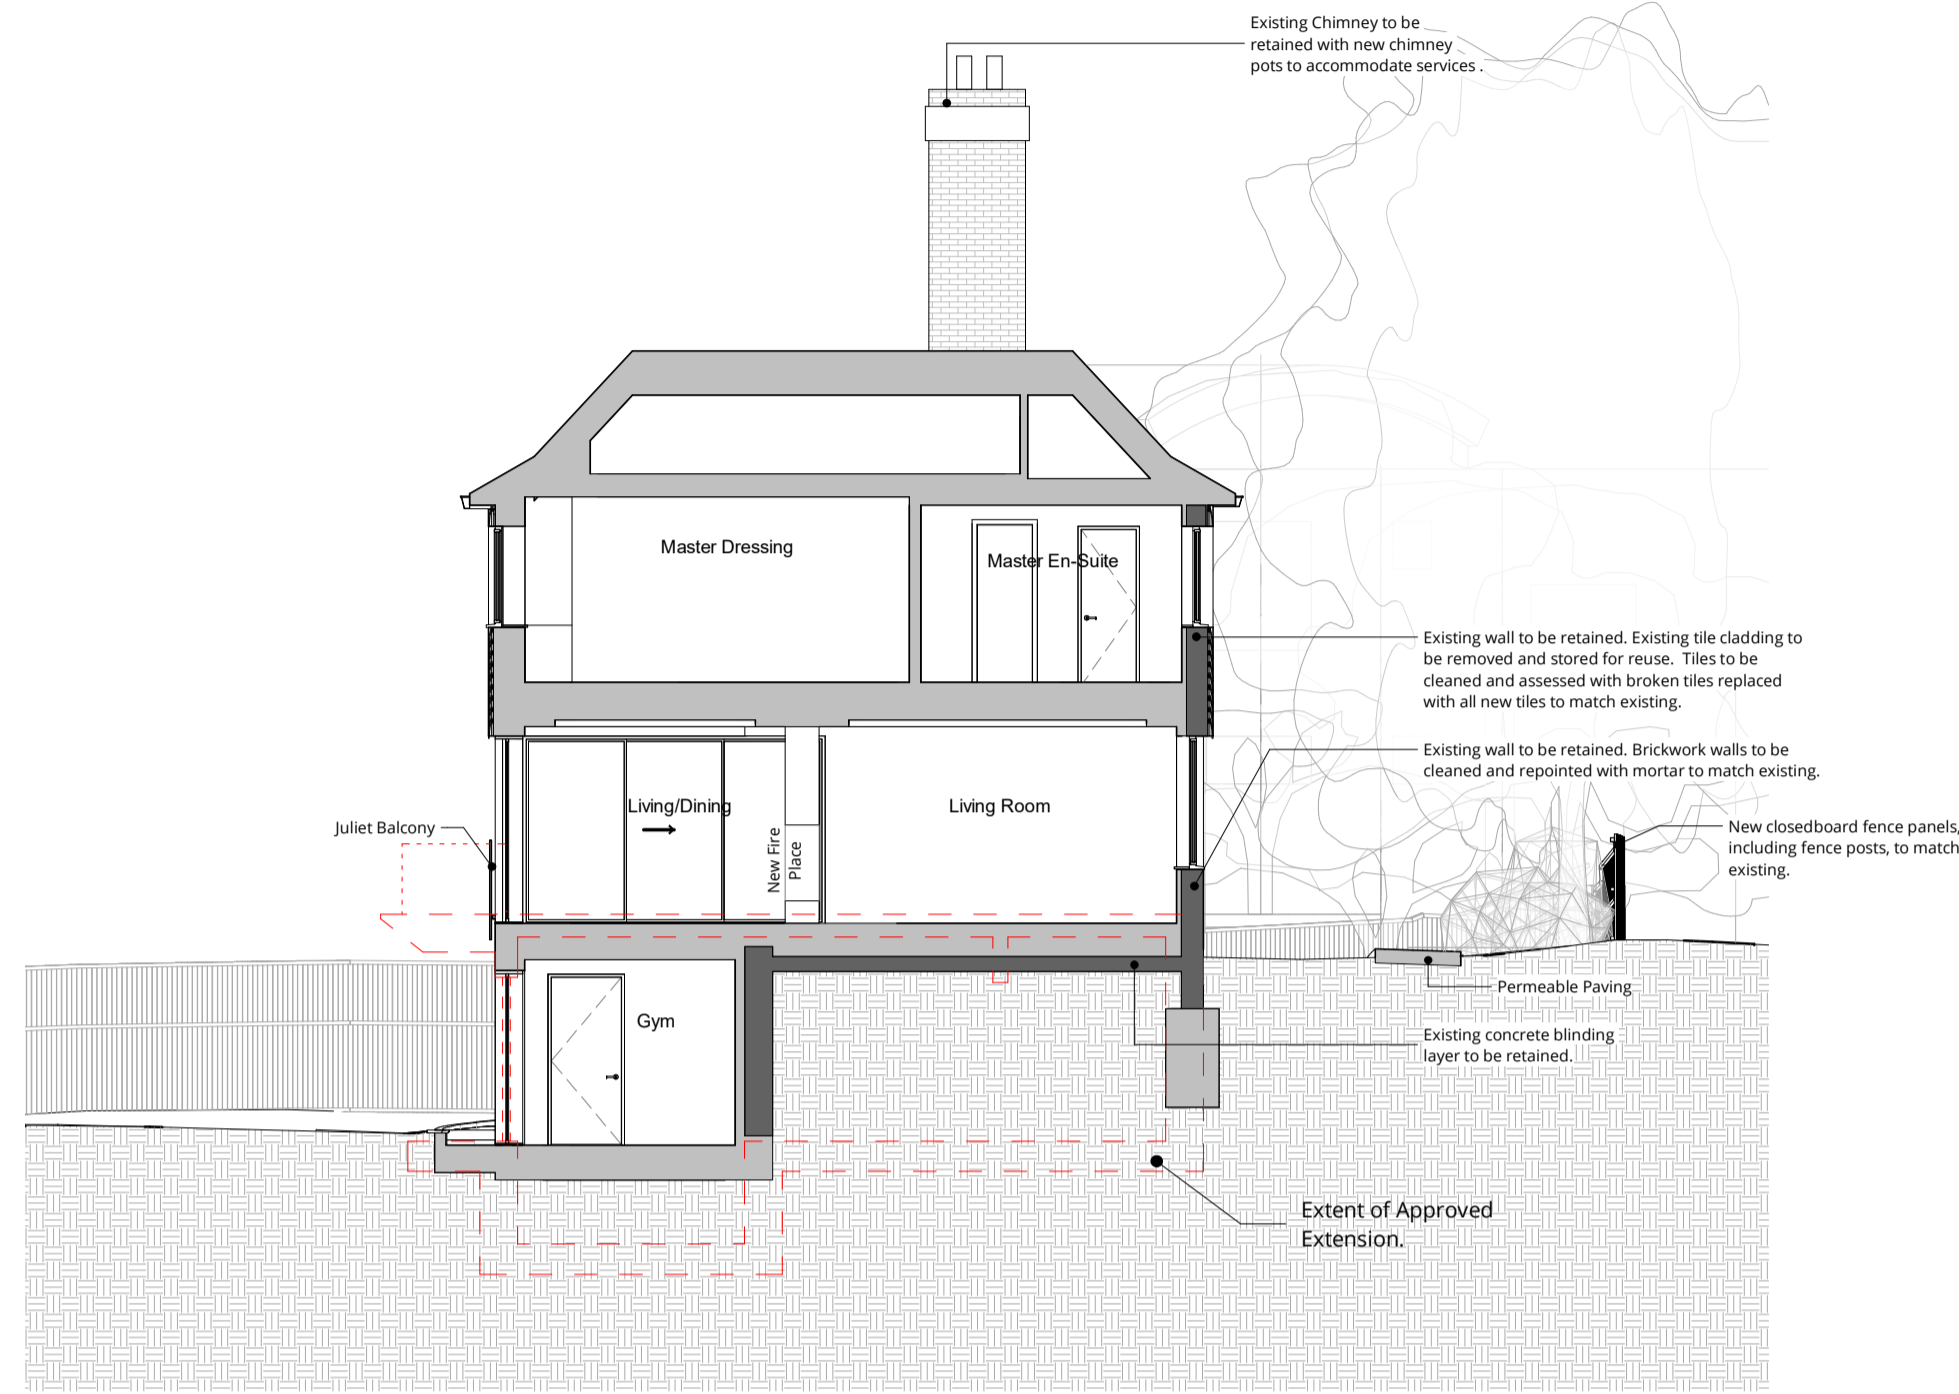 Existing Chimney to be
retained with new chimney
pots to accommodate services .
Master Dressing
Master En-Suite
Existing wall to be retained. Existing tile cladding to
be removed and stored for reuse.  Tiles to be
cleaned and assessed with broken tiles replaced
with all new tiles to match existing.
Existing wall to be retained. Brickwork walls to be
cleaned and repointed with mortar to match existing.
Living/Dining
Living Room
Juliet Balcony
New Fire
Place
New closedboard fence panels,
including fence posts, to match
existing.
Permeable Paving
Gym
Existing concrete blinding
layer to be retained.
Extent of Approved
Extension.